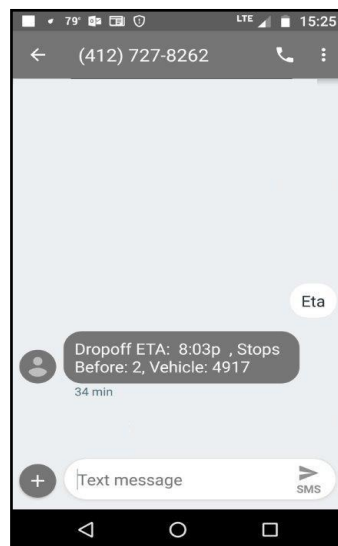 79° LTE 15:25
(412) 727-8262
Eta
Dropoff ETA: 8:03p , Stops
Before: 2, Vehicle: 4917
34 min
Text message
SMS